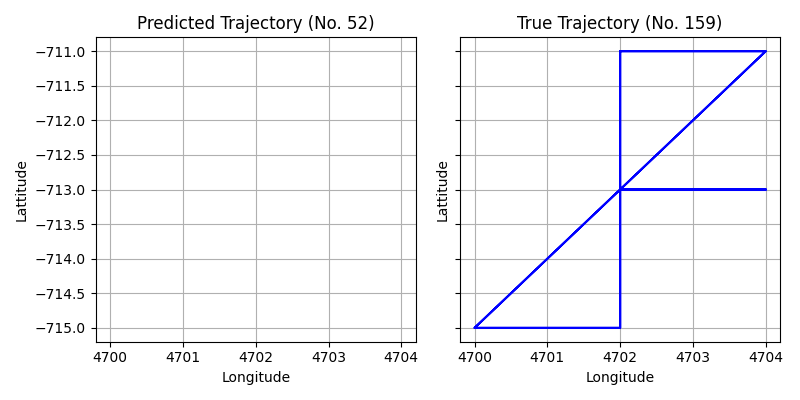 Predicted Trajectory (No. 52)
−711.0
−711.5
−712.0
−712.5
−713.0
−713.5
−714.0
−714.5
−715.0
Lattitude
4700 4701 4702 4703 4704
Longitude
True Trajectory (No. 159)
Lattitude
4700 4701 4702 4703 4704
Longitude